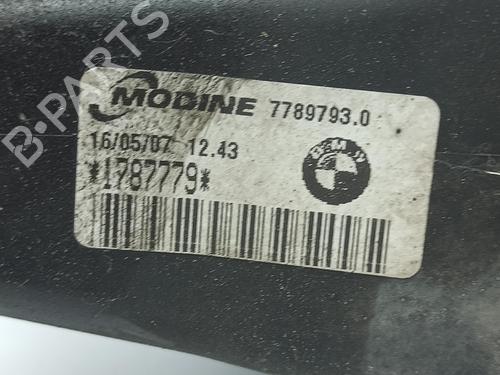 B-PARTS
MODINE 7789793.0
16/05/07 12.43
*1787779*
BMW